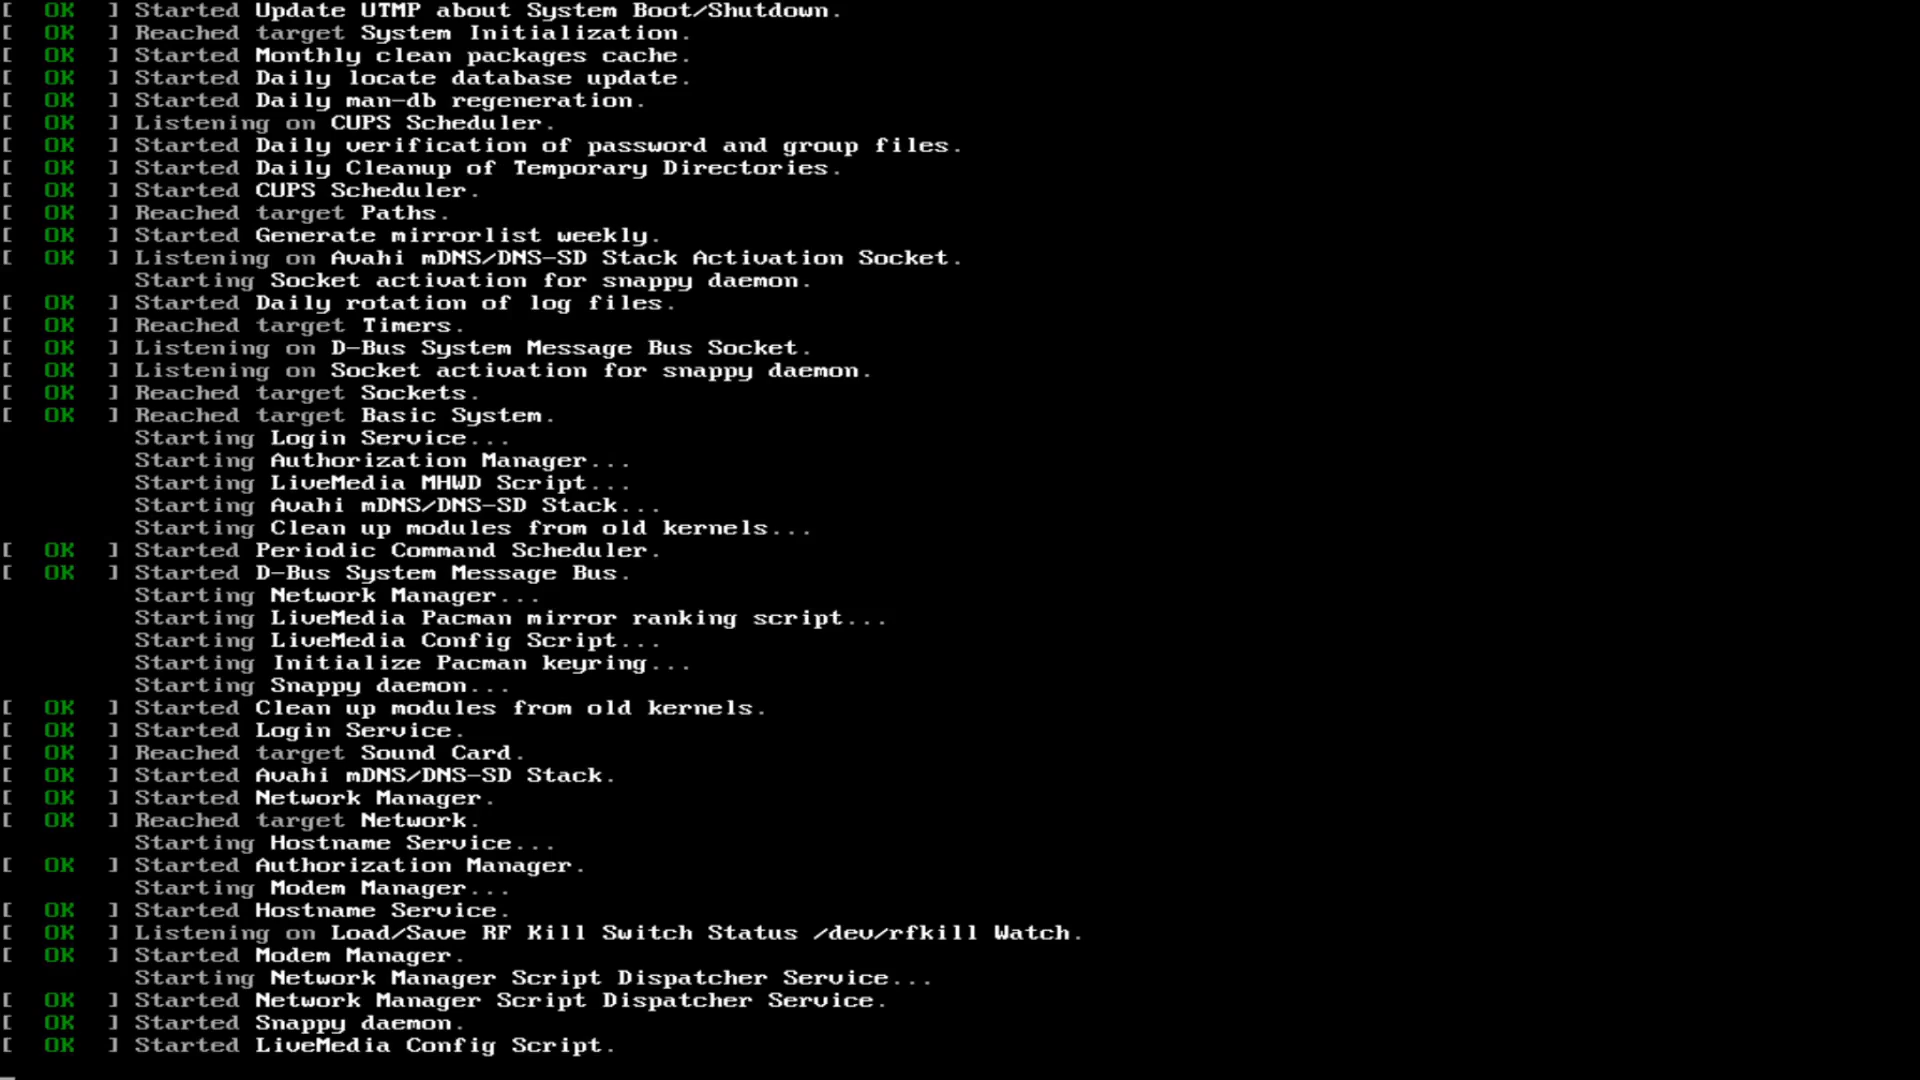 [  OK  ] Started Update UTMP about System Boot/Shutdown.
[  OK  ] Reached target System Initialization.
[  OK  ] Started Monthly clean packages cache.
[  OK  ] Started Daily locate database update.
[  OK  ] Started Daily man-db regeneration.
[  OK  ] Listening on CUPS Scheduler.
[  OK  ] Started Daily verification of password and group files.
[  OK  ] Started Daily Cleanup of Temporary Directories.
[  OK  ] Started CUPS Scheduler.
[  OK  ] Reached target Paths.
[  OK  ] Started Generate mirrorlist weekly.
[  OK  ] Listening on Avahi mDNS/DNS-SD Stack Activation Socket.
Starting Socket activation for snappy daemon.
[  OK  ] Started Daily rotation of log files.
[  OK  ] Reached target Timers.
[  OK  ] Listening on D-Bus System Message Bus Socket.
[  OK  ] Listening on Socket activation for snappy daemon.
[  OK  ] Reached target Sockets.
[  OK  ] Reached target Basic System.
Starting Login Service...
Starting Authorization Manager...
Starting LiveMedia MHWD Script...
Starting Avahi mDNS/DNS-SD Stack...
Starting Clean up modules from old kernels...
[  OK  ] Started Periodic Command Scheduler.
[  OK  ] Started D-Bus System Message Bus.
Starting Network Manager...
Starting LiveMedia Pacman mirror ranking script...
Starting LiveMedia Config Script...
Starting Initialize Pacman keyring...
Starting Snappy daemon...
[  OK  ] Started Clean up modules from old kernels.
[  OK  ] Started Login Service.
[  OK  ] Reached target Sound Card.
[  OK  ] Started Avahi mDNS/DNS-SD Stack.
[  OK  ] Started Network Manager.
[  OK  ] Reached target Network.
Starting Hostname Service...
[  OK  ] Started Authorization Manager.
Starting Modem Manager...
[  OK  ] Started Hostname Service.
[  OK  ] Listening on Load/Save RF Kill Switch Status /dev/rfkill Watch.
[  OK  ] Started Modem Manager.
Starting Network Manager Script Dispatcher Service...
[  OK  ] Started Network Manager Script Dispatcher Service.
[  OK  ] Started Snappy daemon.
[  OK  ] Started LiveMedia Config Script.